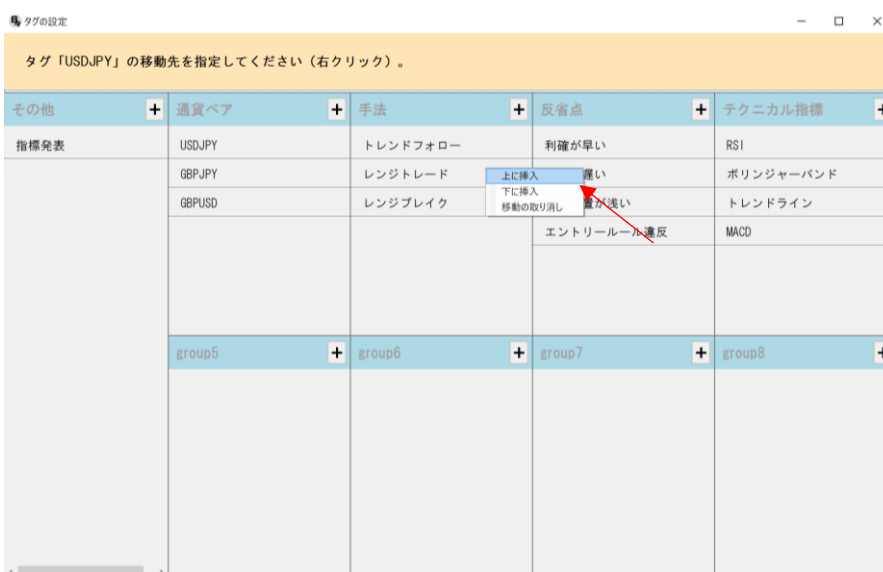 タグの設定
タグ「USDJPY」の移動先を指定してください（右クリック）。
その他
通貨ペア
手法
反省点
テクニカル指標
指標発表
USDJPY
トレンドフォロー
利確が早い
RSI
GBPJPY
レンジトレード
上に挿入
遅い
ボリンジャーバンド
下に挿入
GBPUSD
レンジブレイク
移動の取り消し
置が浅い
トレンドライン
エントリールール違反
MACD
group5
group6
group7
group8